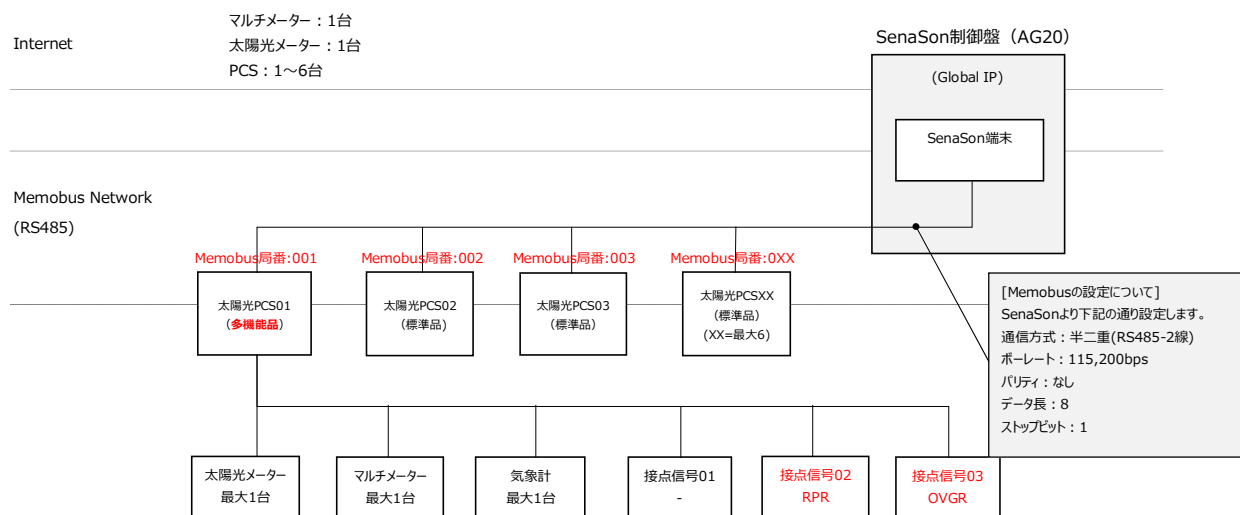 Internet
マルチメーター：1台
太陽光メーター：1台
PCS：1～6台
SenaSon制御盤（AG20）
(Global IP)
SenaSon端末
Memobus Network
(RS485)
Memobus局番:001
Memobus局番:002
Memobus局番:003
Memobus局番:0XX
太陽光PCS01
（多機能品）
太陽光PCS02
（標準品）
太陽光PCS03
（標準品）
太陽光PCSXX
（標準品）
(XX=最大6)
[Memobusの設定について]
SenaSonより下記の通り設定します。
通信方式：半二重(RS485-2線)
ボーレート：115,200bps
パリティ：なし
データ長：8
ストップビット：1
太陽光メーター
最大1台
マルチメーター
最大1台
気象計
最大1台
接点信号01
-
接点信号02
RPR
接点信号03
OVGR